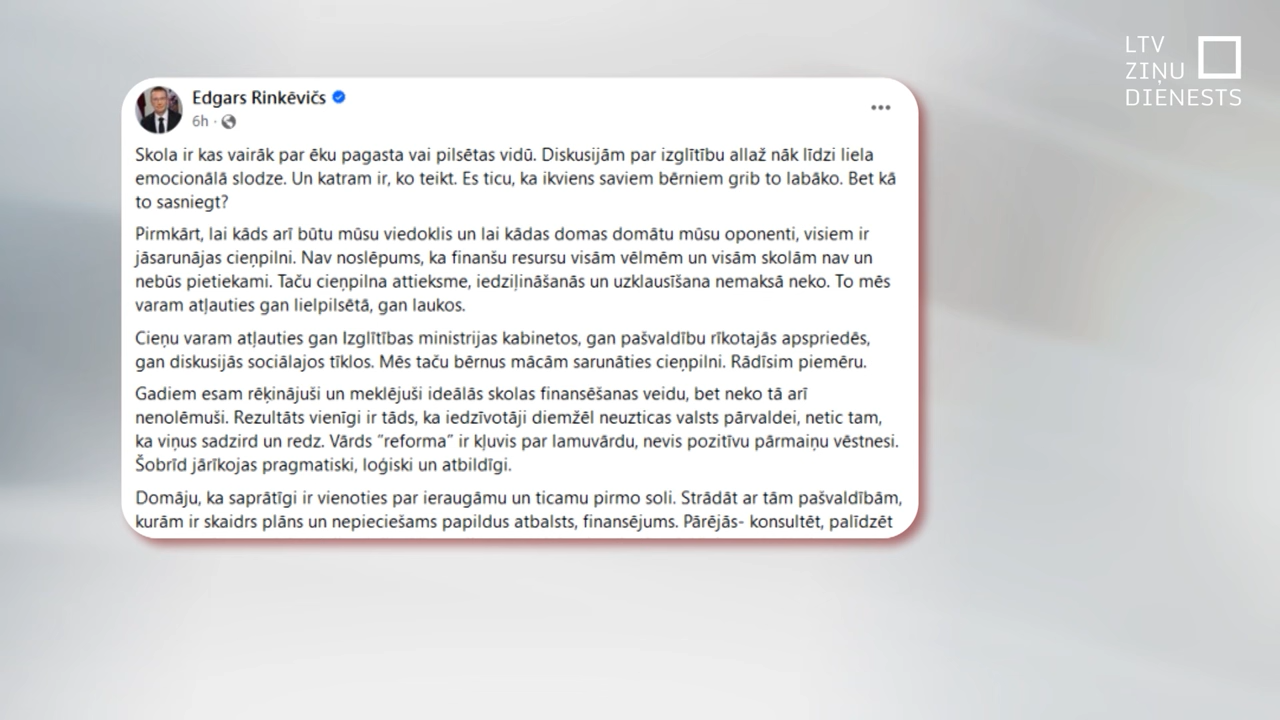 LTV
ZIŅU
DIENESTS
Edgars Rinkēvičs
6h ·
Skola ir kas vairāk par ēku pagasta vai pilsētas vidū. Diskusijām par izglītību allaž nāk līdzi liela
emocionālā slodze. Un katram ir, ko teikt. Es ticu, ka ikviens saviem bērniem grib to labāko. Bet kā
to sasniegt?
Pirmkārt, lai kāds arī būtu mūsu viedoklis un lai kādas domas domātu mūsu oponenti, visiem ir
jāsarunājas cieņpilni. Nav noslēpums, ka finanšu resursu visām vēlmēm un visām skolām nav un
nebūs pietiekami. Taču cieņpilna attieksme, iedziļināšanās un uzklausīšana nemaksā neko. To mēs
varam atļauties gan lielpilsētā, gan laukos.
Cieņu varam atļauties gan Izglītības ministrijas kabinetos, gan pašvaldību rīkotajās apspriedēs,
gan diskusijās sociālajos tīklos. Mēs taču bērnus mācām sarunāties cieņpilni. Rādīsim piemēru.
Gadiem esam rēķinājuši un meklējuši ideālās skolas finansēšanas veidu, bet neko tā arī
nenolēmuši. Rezultāts vienīgi ir tāds, ka iedzīvotāji diemžēl neuzticas valsts pārvaldei, netic tam,
ka viņus sadzird un redz. Vārds “reforma” ir kļuvis par lamuvārdu, nevis pozitīvu pārmaiņu vēstnesi.
Šobrīd jārīkojas pragmatiski, loģiski un atbildīgi.
Domāju, ka saprātīgi ir vienoties par ieraugāmu un ticamu pirmo soli. Strādāt ar tām pašvaldībām,
kurām ir skaidrs plāns un nepieciešams papildus atbalsts, finansējums. Pārējās- konsultēt, palīdzēt